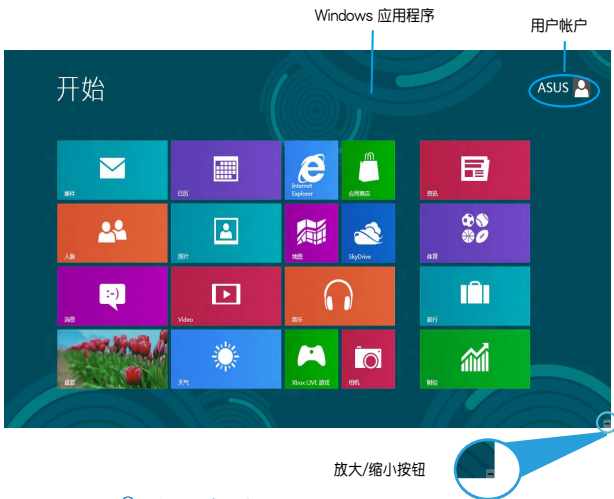 Windows 应用程序
用户帐户
开始
ASUS
邮件
日历
Internet Explorer
应用商店
资讯
人脉
照片
地图
SkyDrive
体育
消息
Video
音乐
旅行
桌面
天气
Xbox LIVE 游戏
相机
财经
放大/缩小按钮